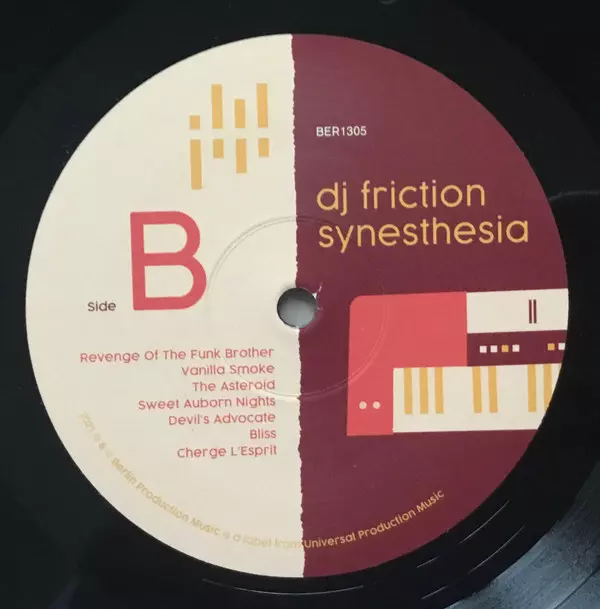 BER1305
dj friction
synesthesia
Side B
Revenge Of The Funk Brother
Vanilla Smoke
The Asteroid
Sweet Auborn Nights
Devil's Advocate
Bliss
Cherge L'Esprit
Berlin Production Music is a label from Universal Production Music